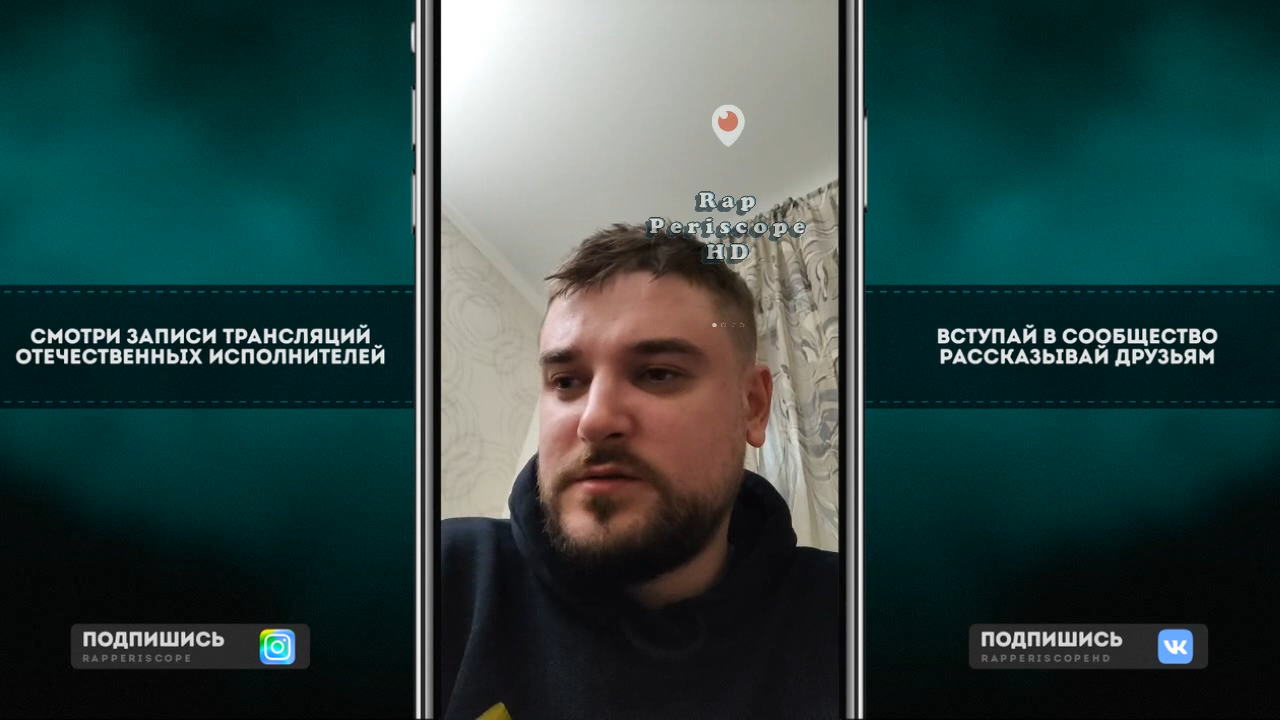 Rap
Periscope
HD
СМОТРИ ЗАПИСИ ТРАНСЛЯЦИЙ
ОТЕЧЕСТВЕННЫХ ИСПОЛНИТЕЛЕЙ
ВСТУПАЙ В СООБЩЕСТВО
РАССКАЗЫВАЙ ДРУЗЬЯМ
ПОДПИШИСЬ
RAPPERISCOPE
ПОДПИШИСЬ
RAPPERISCOPEHD